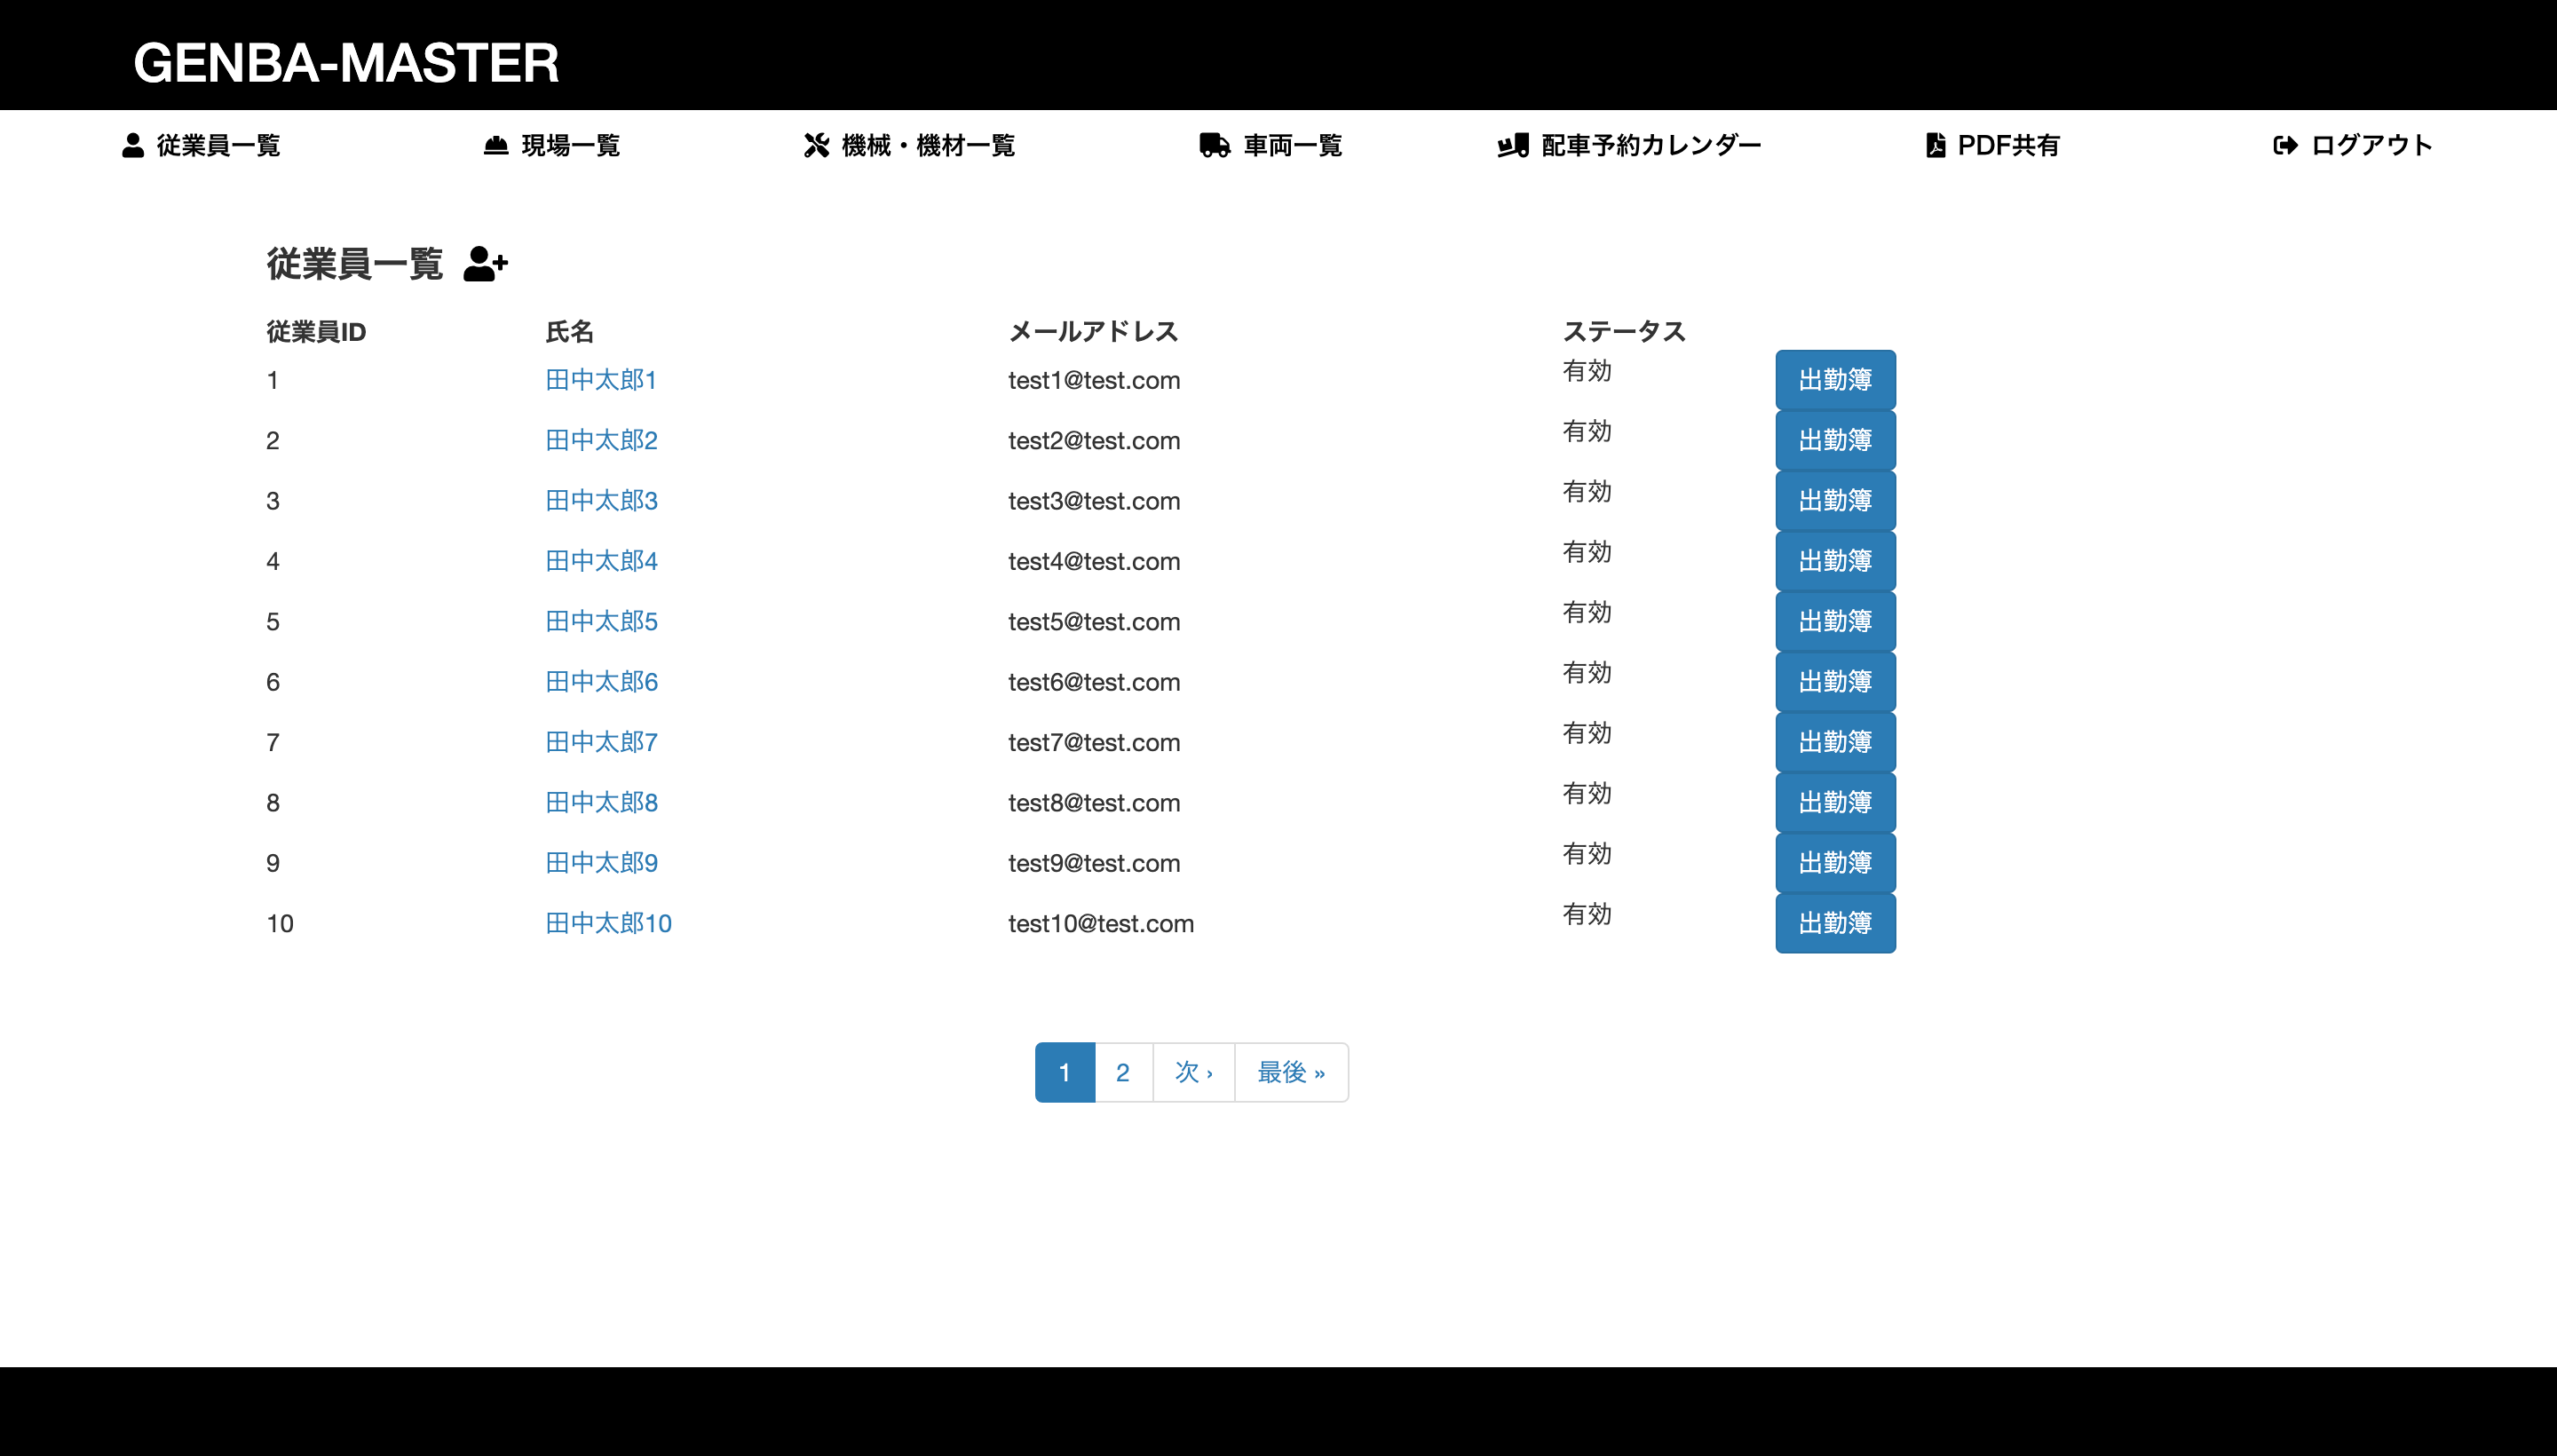 GENBA-MASTER
従業員一覧 現場一覧 機械・機材一覧 車両一覧 配車予約カレンダー PDF共有 ログアウト
従業員一覧
従業員ID 氏名 メールアドレス ステータス
1 田中太郎1 test1@test.com 有効 出勤簿
2 田中太郎2 test2@test.com 有効 出勤簿
3 田中太郎3 test3@test.com 有効 出勤簿
4 田中太郎4 test4@test.com 有効 出勤簿
5 田中太郎5 test5@test.com 有効 出勤簿
6 田中太郎6 test6@test.com 有効 出勤簿
7 田中太郎7 test7@test.com 有効 出勤簿
8 田中太郎8 test8@test.com 有効 出勤簿
9 田中太郎9 test9@test.com 有効 出勤簿
10 田中太郎10 test10@test.com 有効 出勤簿
1 2 次 › 最後 »